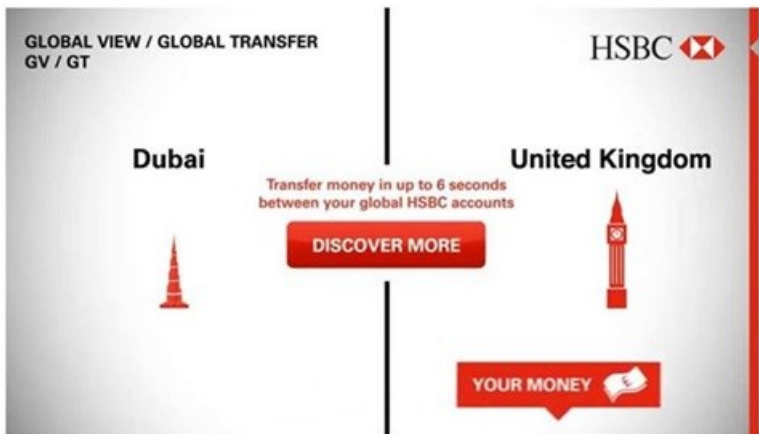 GLOBAL VIEW / GLOBAL TRANSFER
GV / GT
HSBC
Dubai
United Kingdom
Transfer money in up to 6 seconds
between your global HSBC accounts
DISCOVER MORE
YOUR MONEY
£